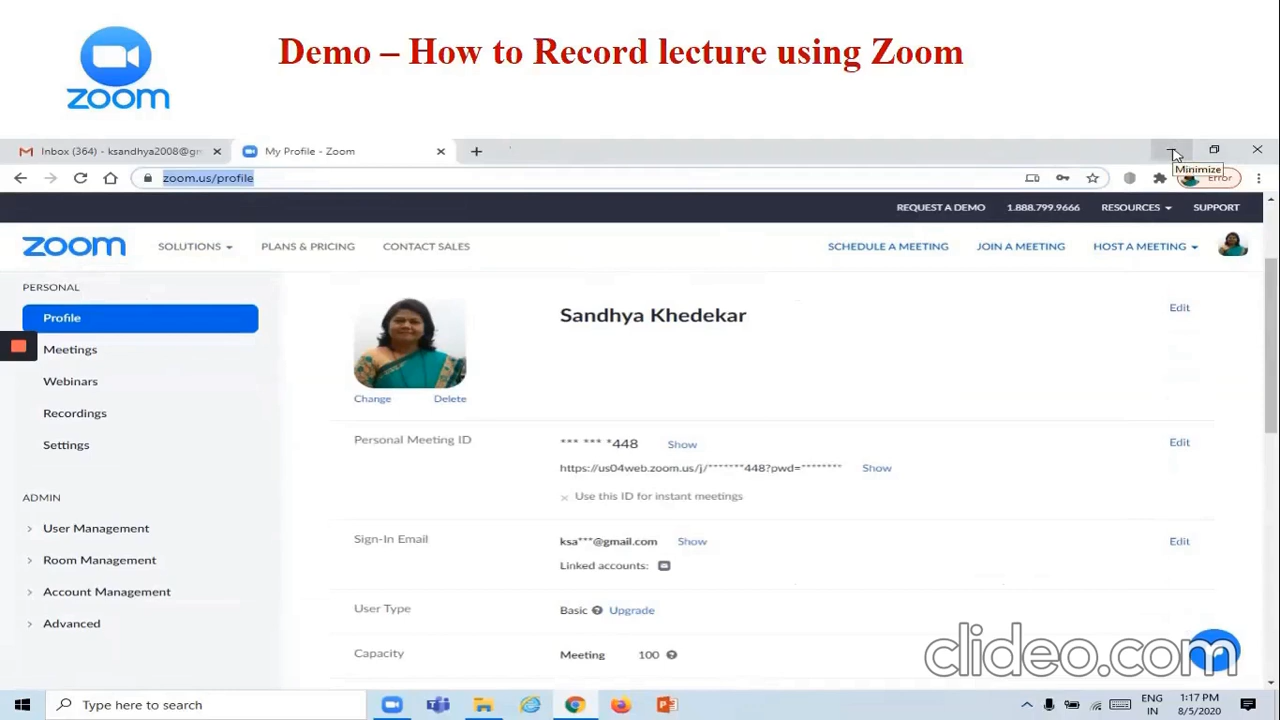 Demo – How to Record lecture using Zoom
zoom
Inbox (364) - ksandhya2008@gm
My Profile - Zoom
zoom.us/profile
Minimize
Error
REQUEST A DEMO 1.888.799.9666 RESOURCES SUPPORT
zoom SOLUTIONS PLANS & PRICING CONTACT SALES SCHEDULE A MEETING JOIN A MEETING HOST A MEETING
PERSONAL
Profile
Meetings
Webinars
Recordings
Settings
ADMIN
User Management
Room Management
Account Management
Advanced
Sandhya Khedekar Edit
Change Delete
Personal Meeting ID *** *** *448 Show Edit
https://us04web.zoom.us/j/*******448?pwd=******** Show
Use this ID for instant meetings
Sign-In Email ksa***@gmail.com Show Edit
Linked accounts:
User Type Basic Upgrade
Capacity Meeting 100
clideo.com
Type here to search
ENG
IN
1:17 PM
8/5/2020